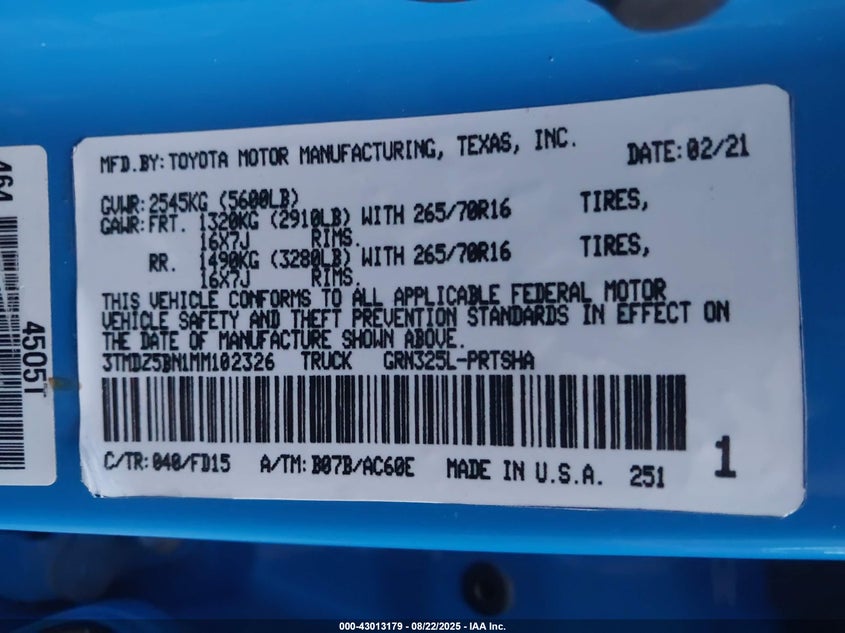 MFD.BY: TOYOTA MOTOR MANUFACTURING, TEXAS, INC. DATE: 02/21
GVWR: 2545KG (5600LB)
GAWR: FRT. 1320KG (2910LB) WITH 265/70R16 TIRES,
16X7J RIMS.
RR. 1490KG (3280LB) WITH 265/70R16 TIRES,
16X7J RIMS.
THIS VEHICLE CONFORMS TO ALL APPLICABLE FEDERAL MOTOR
VEHICLE SAFETY AND THEFT PREVENTION STANDARDS IN EFFECT ON
THE DATE OF MANUFACTURE SHOWN ABOVE.
3TMDZ5BN1MM102326 TRUCK GRN325L-PRTSHA
C/TR: 040/FD15 A/TM: B07B/AC60E MADE IN U.S.A. 251 1
4505T
000-43013179 - 08/22/2025 - IAA Inc.